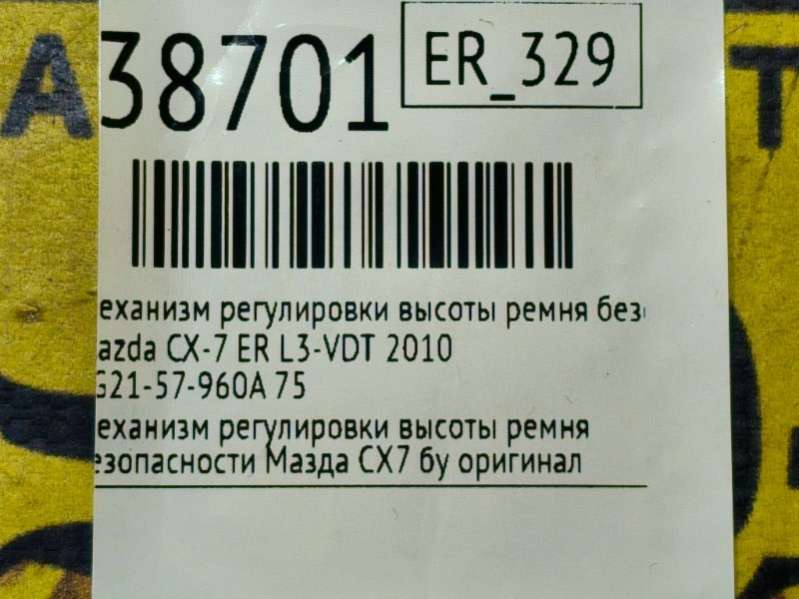 38701
ER_329
еханизм регулировки высоты ремня без
azda CX-7 ER L3-VDT 2010
G21-57-960A 75
еханизм регулировки высоты ремня
езопасности Мазда СХ7 бу оригинал
A
T